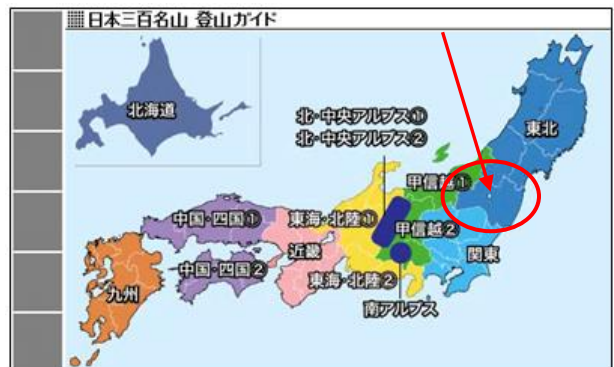 日本三百名山 登山ガイド
北海道
北・中央アルプス①
北・中央アルプス②
東北
甲信越①
中国・四国①
東海・北陸①
甲信越2
近畿
関東
中国・四国2
東海・北陸②
九州
南アルプス